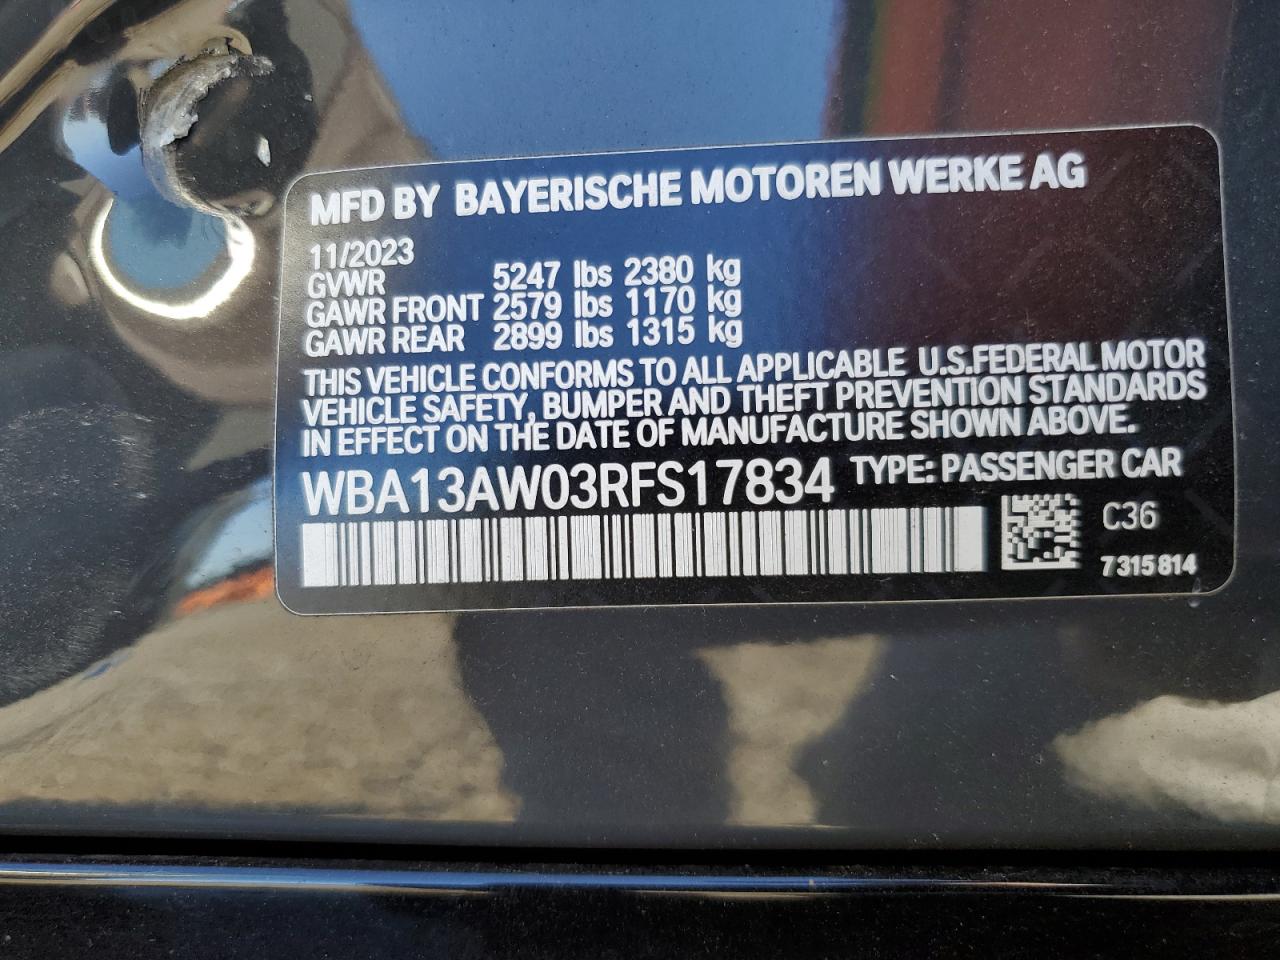 MFD BY BAYERISCHE MOTOREN WERKE AG
11/2023
GVWR 5247 lbs 2380 kg
GAWR FRONT 2579 lbs 1170 kg
GAWR REAR 2899 lbs 1315 kg
THIS VEHICLE CONFORMS TO ALL APPLICABLE U.S.FEDERAL MOTOR
VEHICLE SAFETY, BUMPER AND THEFT PREVENTION STANDARDS
IN EFFECT ON THE DATE OF MANUFACTURE SHOWN ABOVE.
WBA13AW03RFS17834 TYPE: PASSENGER CAR
C36
7315814